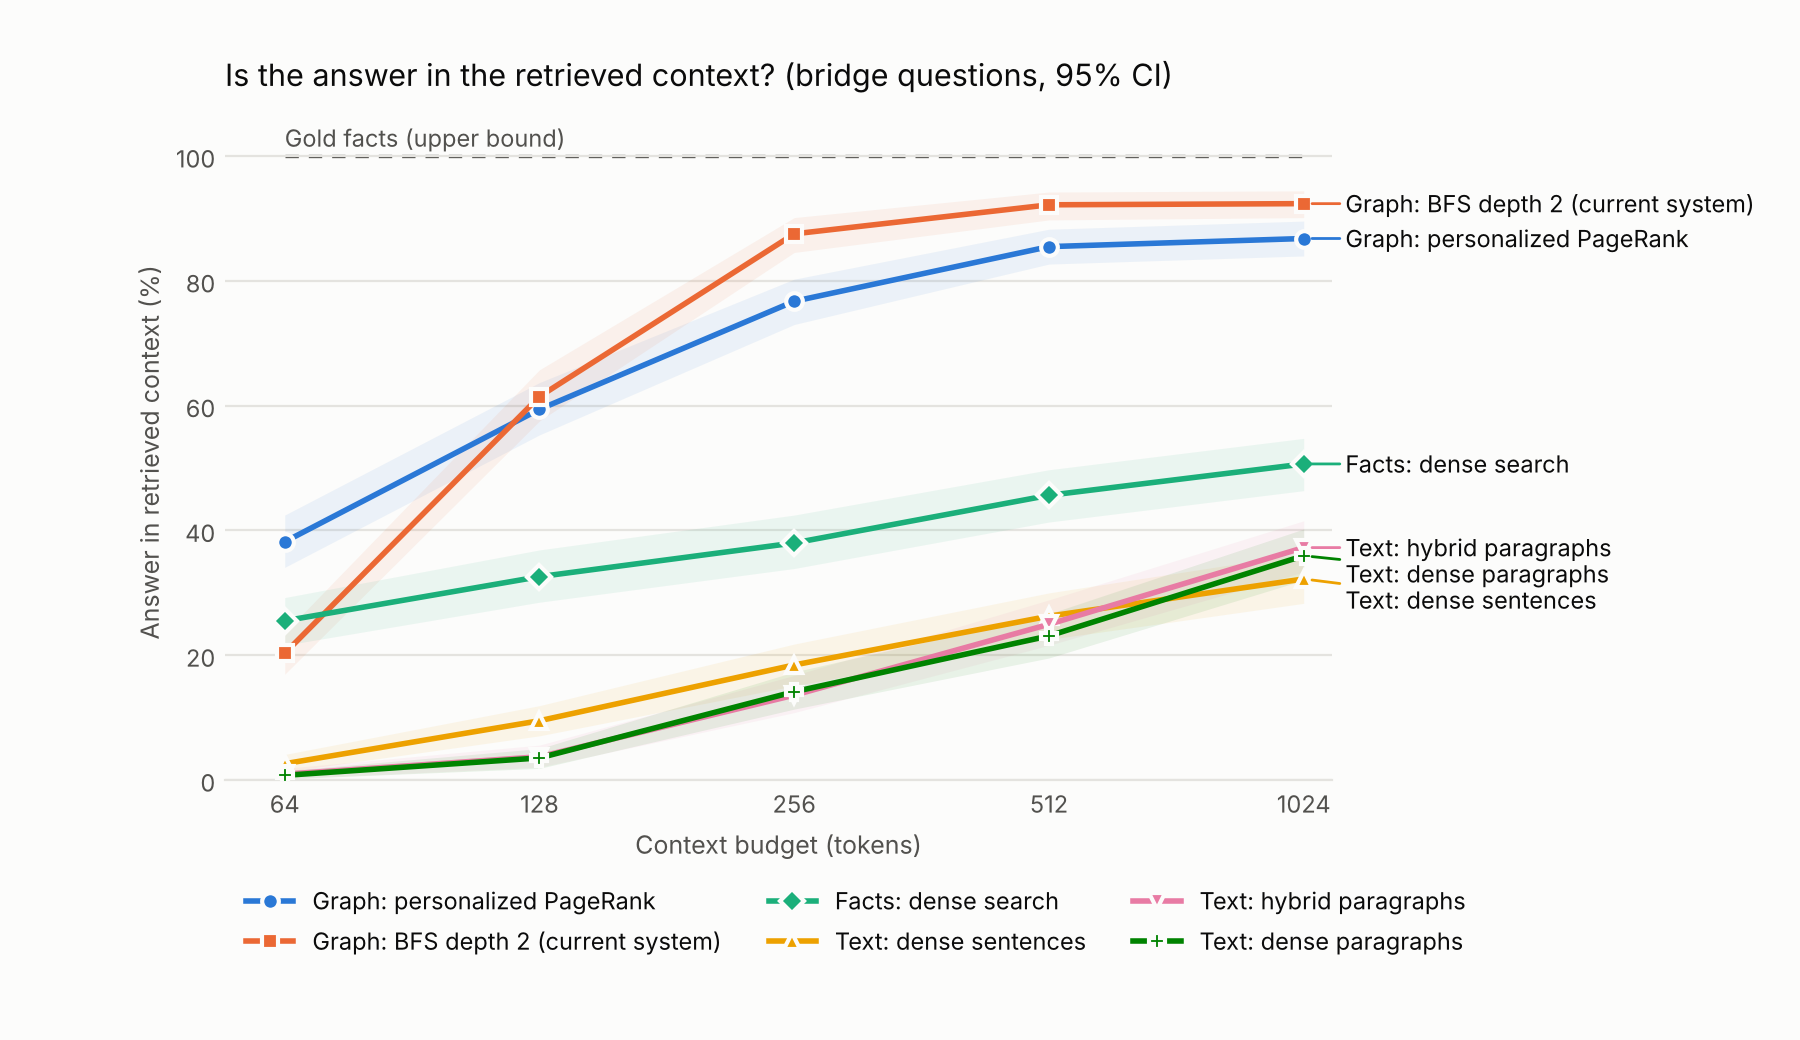 Is the answer in the retrieved context? (bridge questions, 95% CI)
Gold facts (upper bound)
100
80
60
40
20
0
Answer in retrieved context (%)
Graph: BFS depth 2 (current system)
Graph: personalized PageRank
Facts: dense search
Text: hybrid paragraphs
Text: dense paragraphs
Text: dense sentences
64 128 256 512 1024
Context budget (tokens)
Graph: personalized PageRank Facts: dense search Text: hybrid paragraphs
Graph: BFS depth 2 (current system) Text: dense sentences Text: dense paragraphs